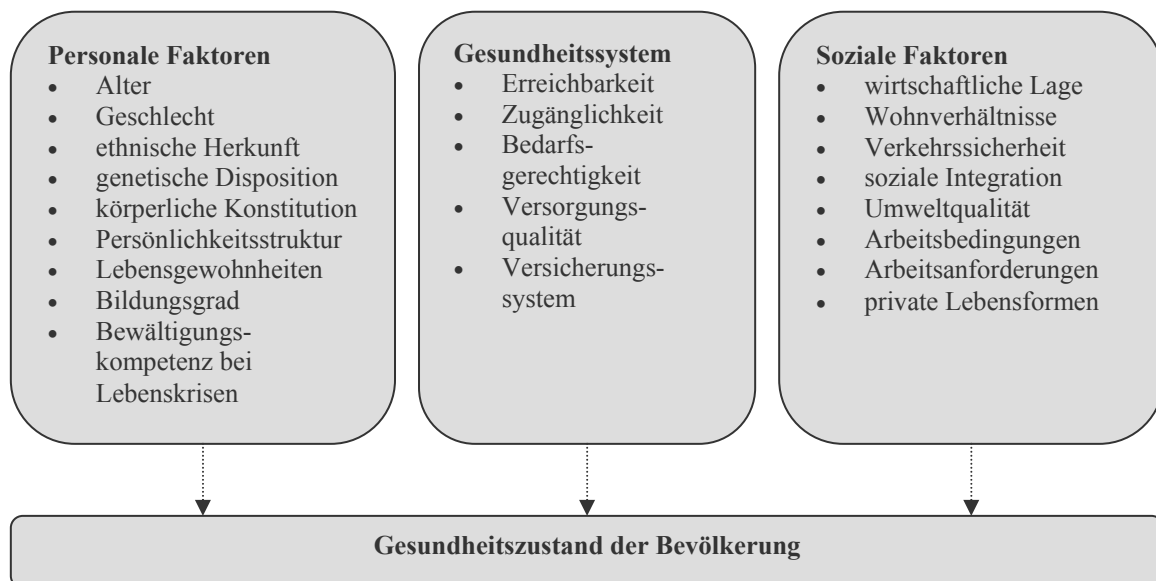 Personale Faktoren
• Alter
• Geschlecht
• ethnische Herkunft
• genetische Disposition
• körperliche Konstitution
• Persönlichkeitsstruktur
• Lebensgewohnheiten
• Bildungsgrad
• Bewältigungs-
kompetenz bei
Lebenskrisen
Gesundheitssystem
• Erreichbarkeit
• Zugänglichkeit
• Bedarfs-
gerechtigkeit
• Versorgungs-
qualität
• Versicherungs-
system
Soziale Faktoren
• wirtschaftliche Lage
• Wohnverhältnisse
• Verkehrssicherheit
• soziale Integration
• Umweltqualität
• Arbeitsbedingungen
• Arbeitsanforderungen
• private Lebensformen
Gesundheitszustand der Bevölkerung